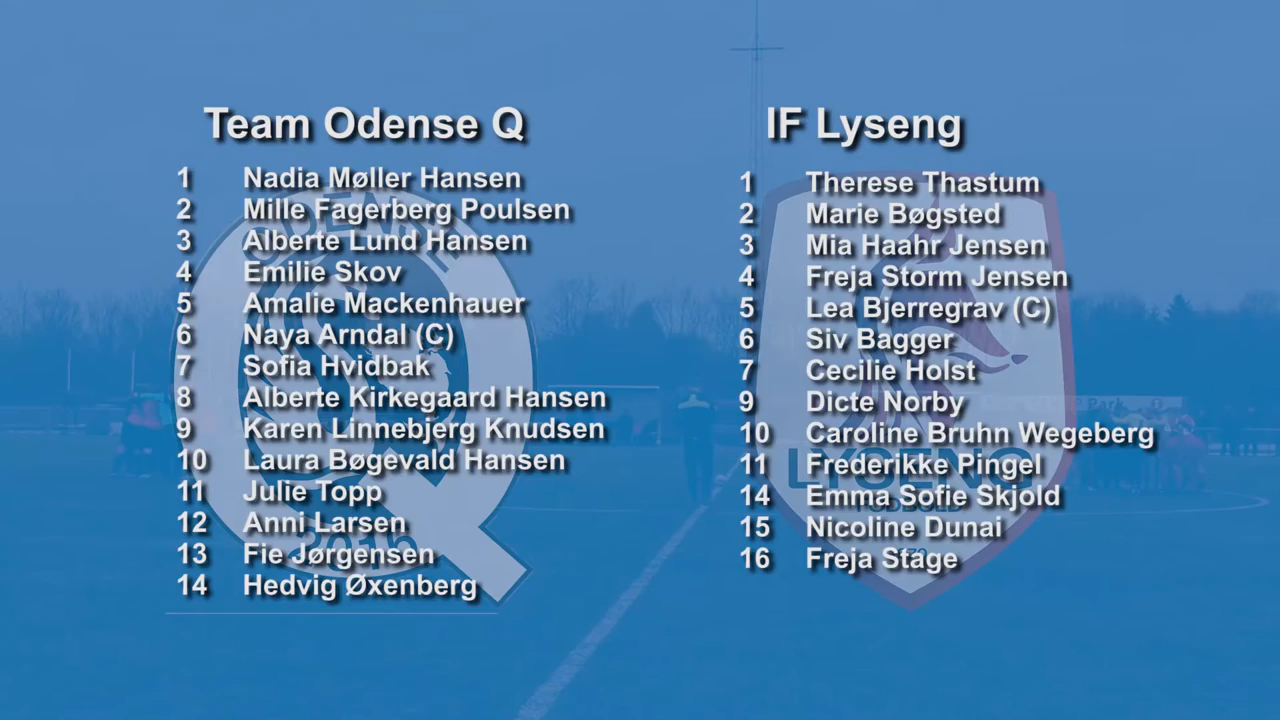 Team Odense Q
1 Nadia Møller Hansen
2 Mille Fagerberg Poulsen
3 Alberte Lund Hansen
4 Emilie Skov
5 Amalie Mackenhauer
6 Naya Arndal (C)
7 Sofia Hvidbak
8 Alberte Kirkegaard Hansen
9 Karen Linnebjerg Knudsen
10 Laura Bøgevald Hansen
11 Julie Topp
12 Anni Larsen
13 Fie Jørgensen
14 Hedvig Øxenberg
ODENSE
2016
IF Lyseng
1 Therese Thastum
2 Marie Bøgsted
3 Mia Haahr Jensen
4 Freja Storm Jensen
5 Lea Bjerregrav (C)
6 Siv Bagger
7 Cecilie Holst
9 Dicte Norby
10 Caroline Bruhn Wegeberg
11 Frederikke Pingel
14 Emma Sofie Skjold
15 Nicoline Dunai
16 Freja Stage
LYSENG
FODBOLD
Park